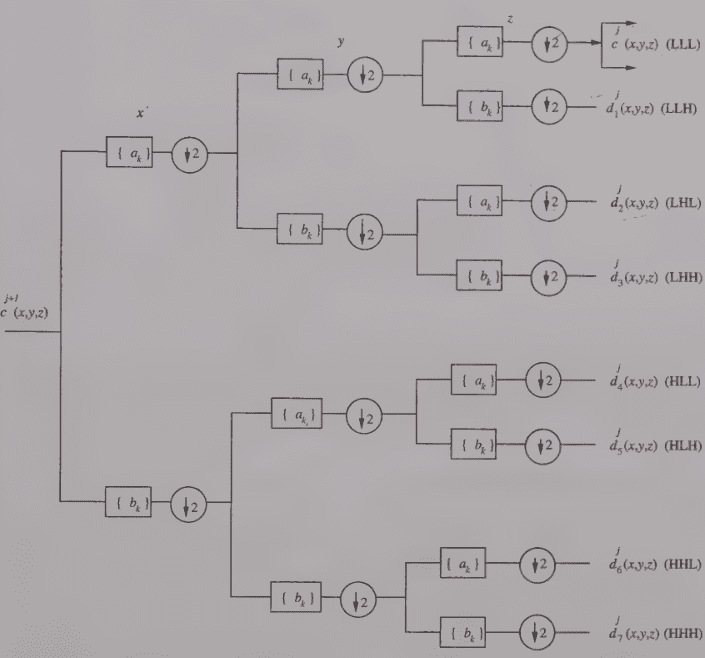 z
{ a_k } ↓2 c^j (x,y,z) (LLL)
y
{ a_k } ↓2
{ b_k } ↓2 d_1^j (x,y,z) (LLH)
x
{ a_k } ↓2
{ a_k } ↓2 d_2^j (x,y,z) (LHL)
{ b_k } ↓2
{ b_k } ↓2 d_3^j (x,y,z) (LHH)
c^{j+1} (x,y,z)
{ a_k } ↓2 d_4^j (x,y,z) (HLL)
{ a_k } ↓2
{ b_k } ↓2 d_5^j (x,y,z) (HLH)
{ b_k } ↓2
{ a_k } ↓2 d_6^j (x,y,z) (HHL)
{ b_k } ↓2
{ b_k } ↓2 d_7^j (x,y,z) (HHH)